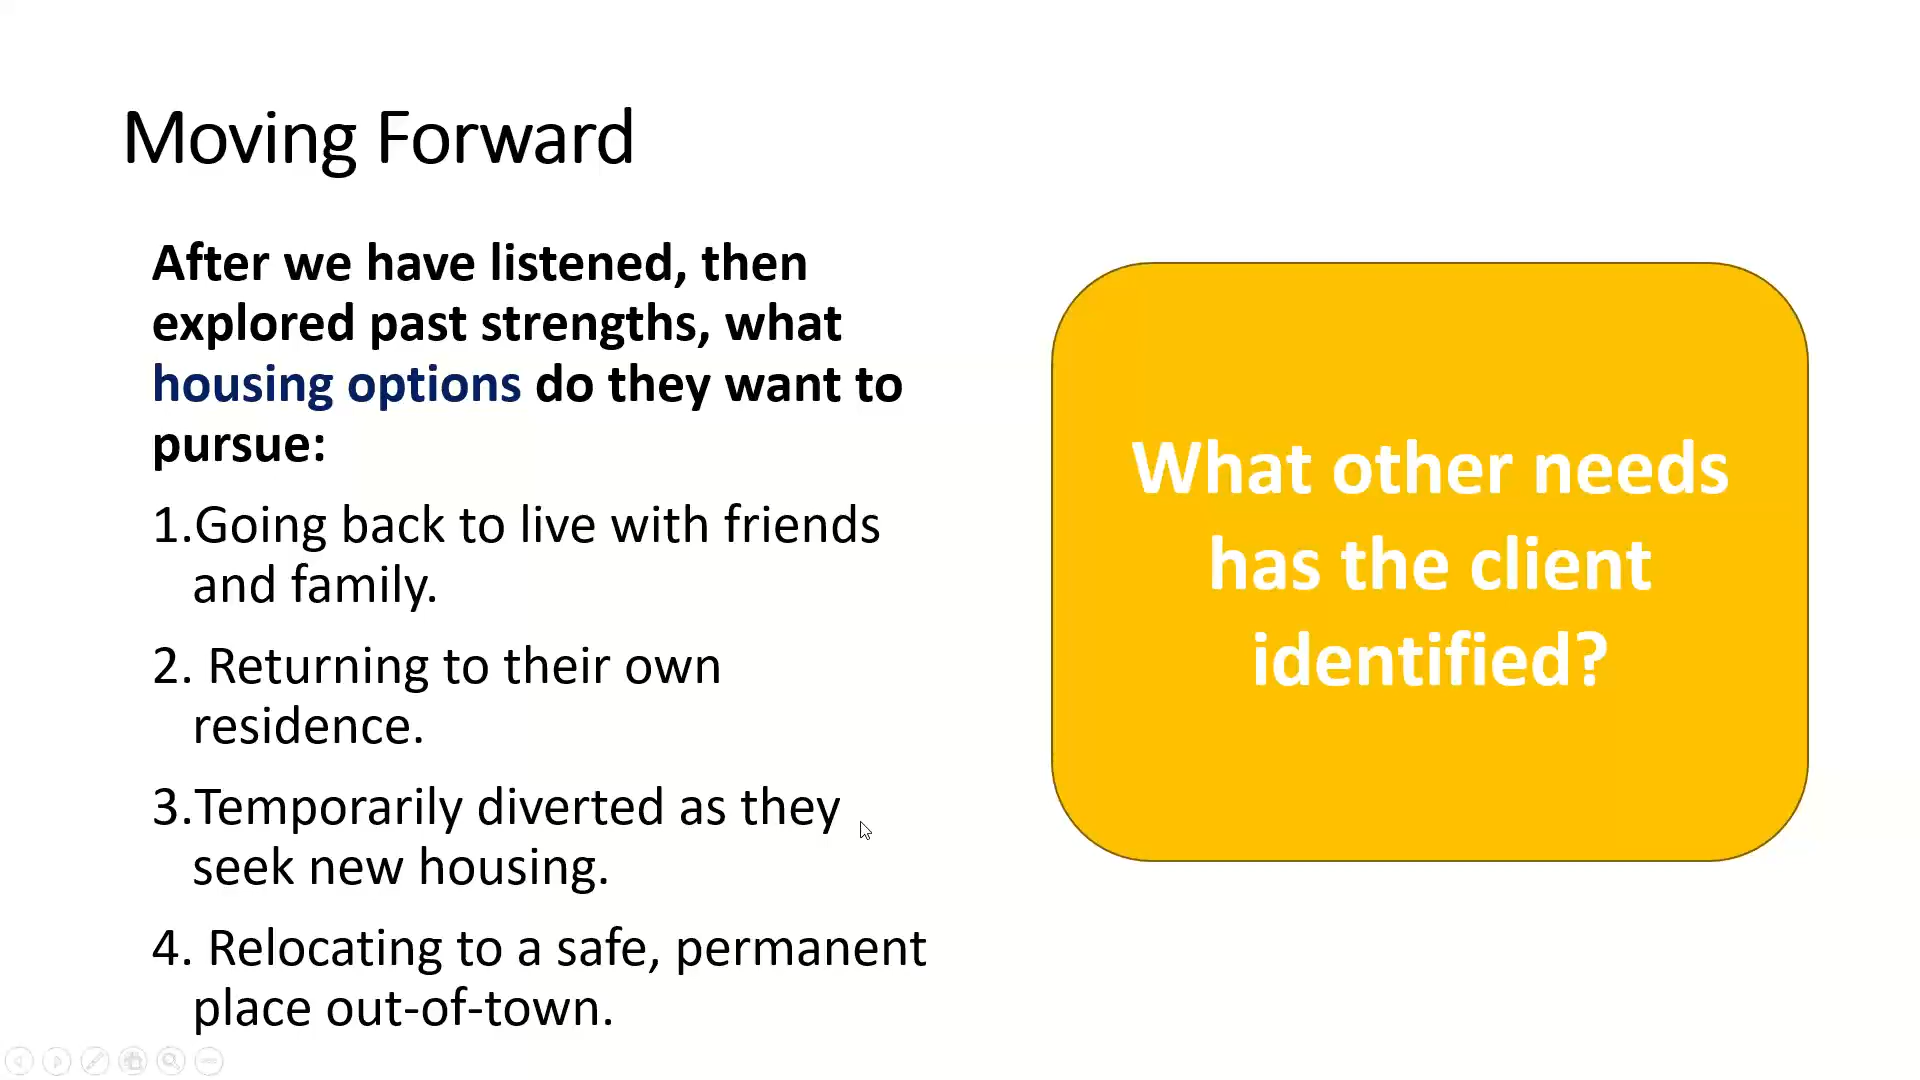 Moving Forward
After we have listened, then
explored past strengths, what
housing options do they want to
pursue:
1.Going back to live with friends
and family.
2. Returning to their own
residence.
3.Temporarily diverted as they
seek new housing.
4. Relocating to a safe, permanent
place out-of-town.
What other needs
has the client
identified?